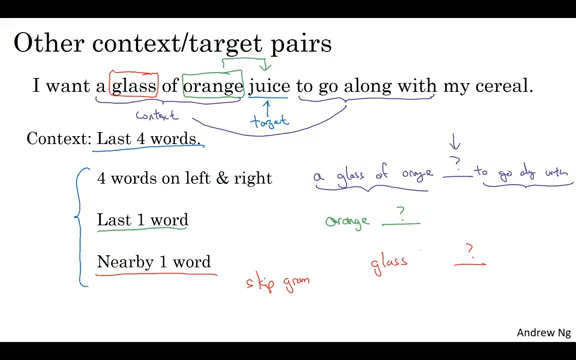 Other context/target pairs
I want a glass of orange juice to go along with my cereal.
context
target
Context: Last 4 words.
4 words on left & right
a glass of orange ? to go along with
Last 1 word
orange ?
Nearby 1 word
glass ?
skip gram
Andrew Ng